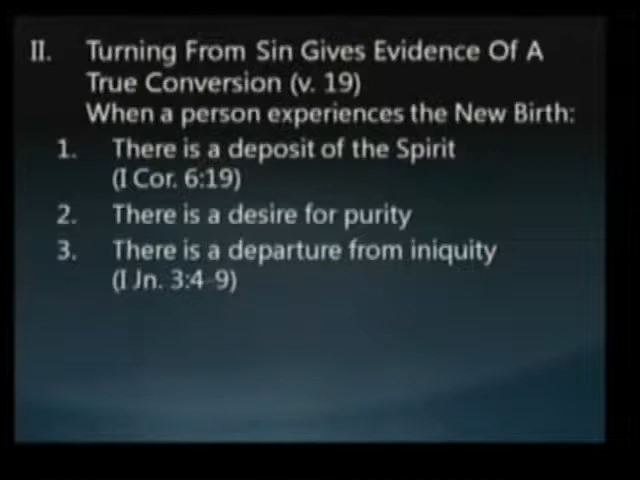 II. Turning From Sin Gives Evidence Of A
True Conversion (v. 19)
When a person experiences the New Birth:
1. There is a deposit of the Spirit
(I Cor. 6:19)
2. There is a desire for purity
3. There is a departure from iniquity
(I Jn. 3:4-9)